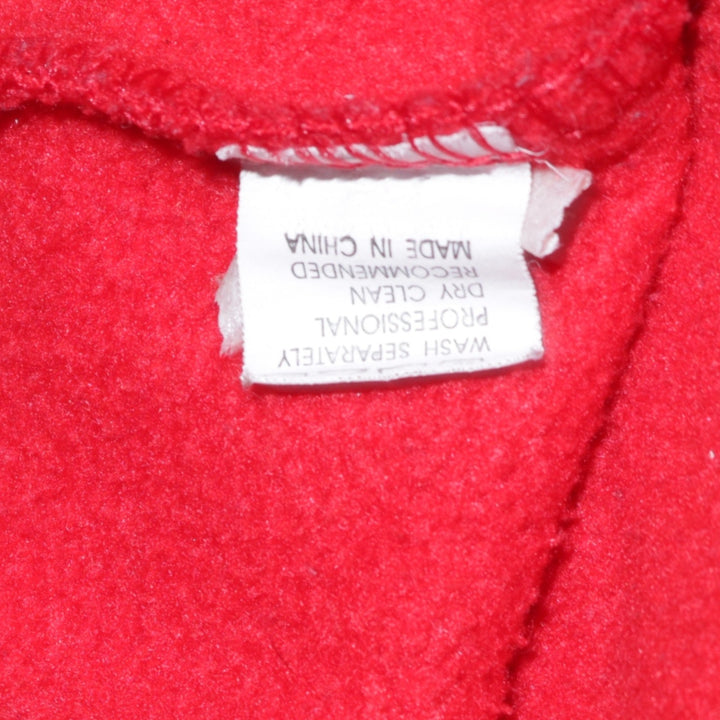 WASH SEPARATELY
PROFESSIONAL
DRY CLEAN
RECOMMENDED
MADE IN CHINA